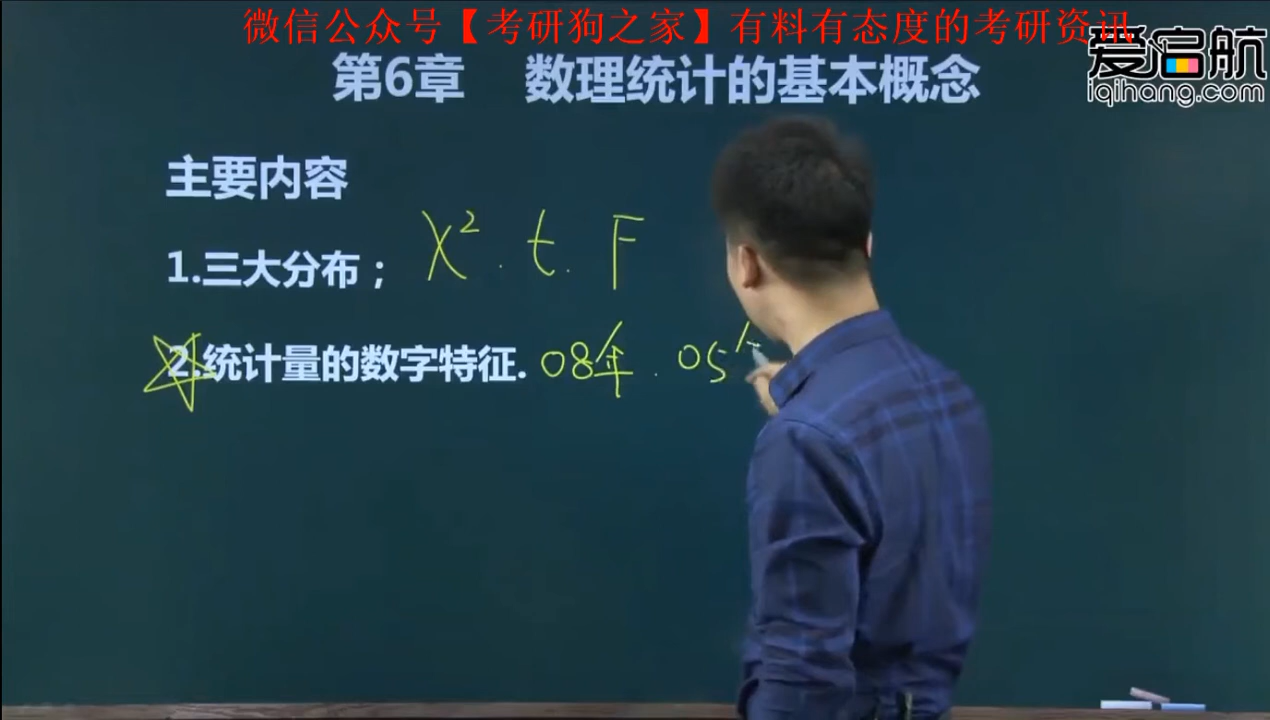 微信公众号【考研狗之家】有料有态度的考研资讯
爱启航
iqihang.com
第6章 数理统计的基本概念
主要内容
1.三大分布； χ². t. F
2.统计量的数字特征. 08年. 05